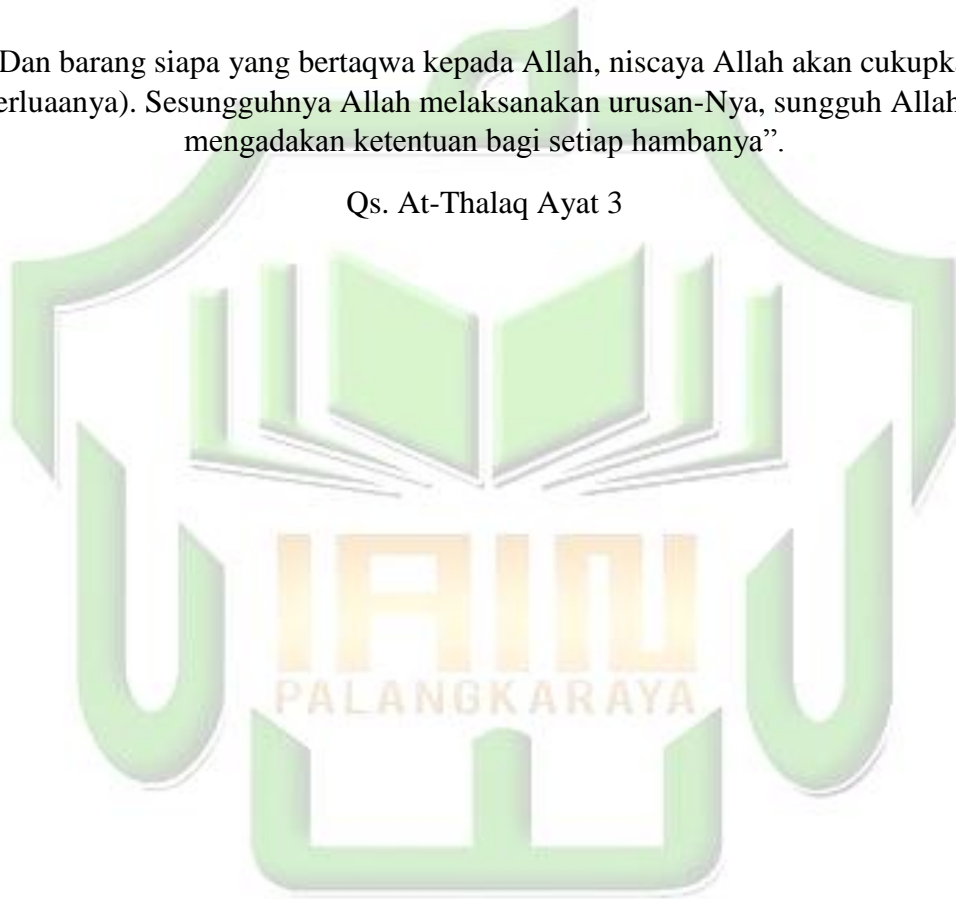 Dan barang siapa yang bertaqwa kepada Allah, niscaya Allah akan
erluaanya). Sesungguhnya Allah melaksanakan urusan-Nya, sungguh Allah
mengadakan ketentuan bagi setiap hambanya”.
Qs. At-Thalaq Ayat 3
IAIN
PALANGKARAYA